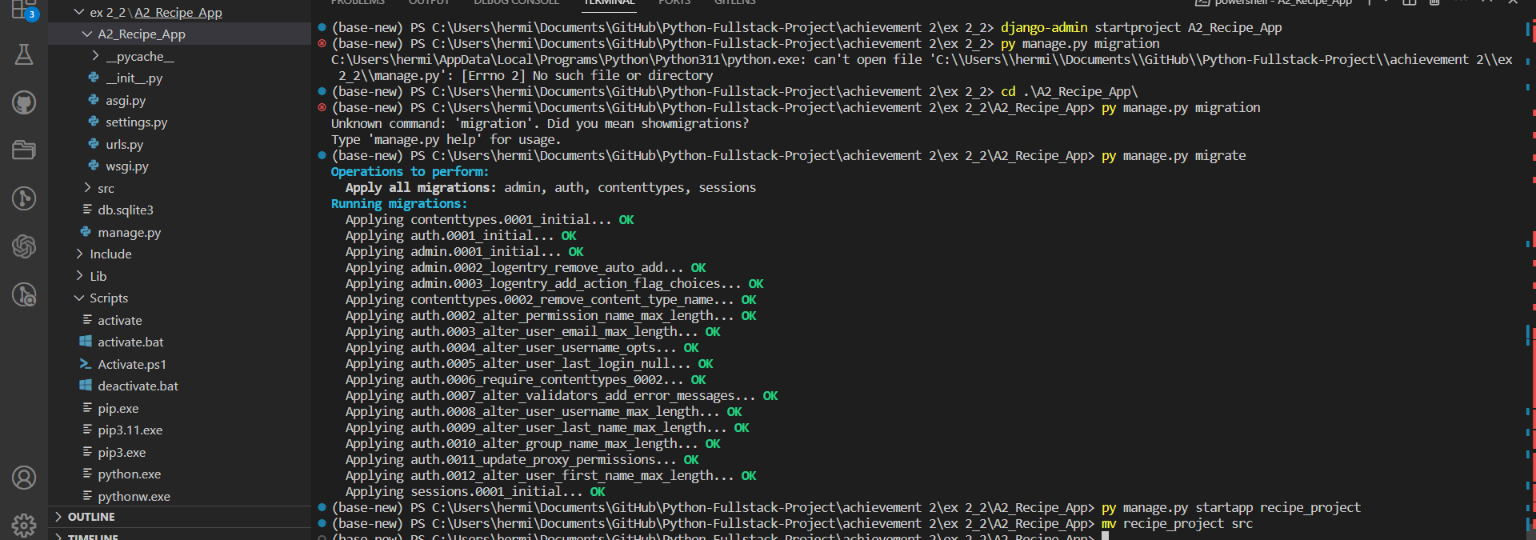 3
ex 2_2\A2_Recipe_App
A2_Recipe_App
__pycache__
__init__.py
asgi.py
settings.py
urls.py
wsgi.py
src
db.sqlite3
manage.py
Include
Lib
Scripts
activate
activate.bat
Activate.ps1
deactivate.bat
pip.exe
pip3.11.exe
pip3.exe
python.exe
pythonw.exe
OUTLINE
TIMELINE
PROBLEMS OUTPUT DEBUG CONSOLE TERMINAL PORTS GITLENS
powershell - A2_Recipe_App
(base-new) PS C:\Users\hermi\Documents\GitHub\Python-Fullstack-Project\achievement 2\ex 2_2> django-admin startproject A2_Recipe_App
(base-new) PS C:\Users\hermi\Documents\GitHub\Python-Fullstack-Project\achievement 2\ex 2_2> py manage.py migration
C:\Users\hermi\AppData\Local\Programs\Python\Python311\python.exe: can't open file 'C:\\Users\\hermi\\Documents\\GitHub\\Python-Fullstack-Project\\achievement 2\\ex
2_2\\manage.py': [Errno 2] No such file or directory
(base-new) PS C:\Users\hermi\Documents\GitHub\Python-Fullstack-Project\achievement 2\ex 2_2> cd .\A2_Recipe_App\
(base-new) PS C:\Users\hermi\Documents\GitHub\Python-Fullstack-Project\achievement 2\ex 2_2\A2_Recipe_App> py manage.py migration
Unknown command: 'migration'. Did you mean showmigrations?
Type 'manage.py help' for usage.
(base-new) PS C:\Users\hermi\Documents\GitHub\Python-Fullstack-Project\achievement 2\ex 2_2\A2_Recipe_App> py manage.py migrate
Operations to perform:
Apply all migrations: admin, auth, contenttypes, sessions
Running migrations:
Applying contenttypes.0001_initial... OK
Applying auth.0001_initial... OK
Applying admin.0001_initial... OK
Applying admin.0002_logentry_remove_auto_add... OK
Applying admin.0003_logentry_add_action_flag_choices... OK
Applying contenttypes.0002_remove_content_type_name... OK
Applying auth.0002_alter_permission_name_max_length... OK
Applying auth.0003_alter_user_email_max_length... OK
Applying auth.0004_alter_user_username_opts... OK
Applying auth.0005_alter_user_last_login_null... OK
Applying auth.0006_require_contenttypes_0002... OK
Applying auth.0007_alter_validators_add_error_messages... OK
Applying auth.0008_alter_user_username_max_length... OK
Applying auth.0009_alter_user_last_name_max_length... OK
Applying auth.0010_alter_group_name_max_length... OK
Applying auth.0011_update_proxy_permissions... OK
Applying auth.0012_alter_user_first_name_max_length... OK
Applying sessions.0001_initial... OK
(base-new) PS C:\Users\hermi\Documents\GitHub\Python-Fullstack-Project\achievement 2\ex 2_2\A2_Recipe_App> py manage.py startapp recipe_project
(base-new) PS C:\Users\hermi\Documents\GitHub\Python-Fullstack-Project\achievement 2\ex 2_2\A2_Recipe_App> mv recipe_project src
(base-new) PS C:\Users\hermi\Documents\GitHub\Python-Fullstack-Project\achievement 2\ex 2_2\A2_Recipe_App>